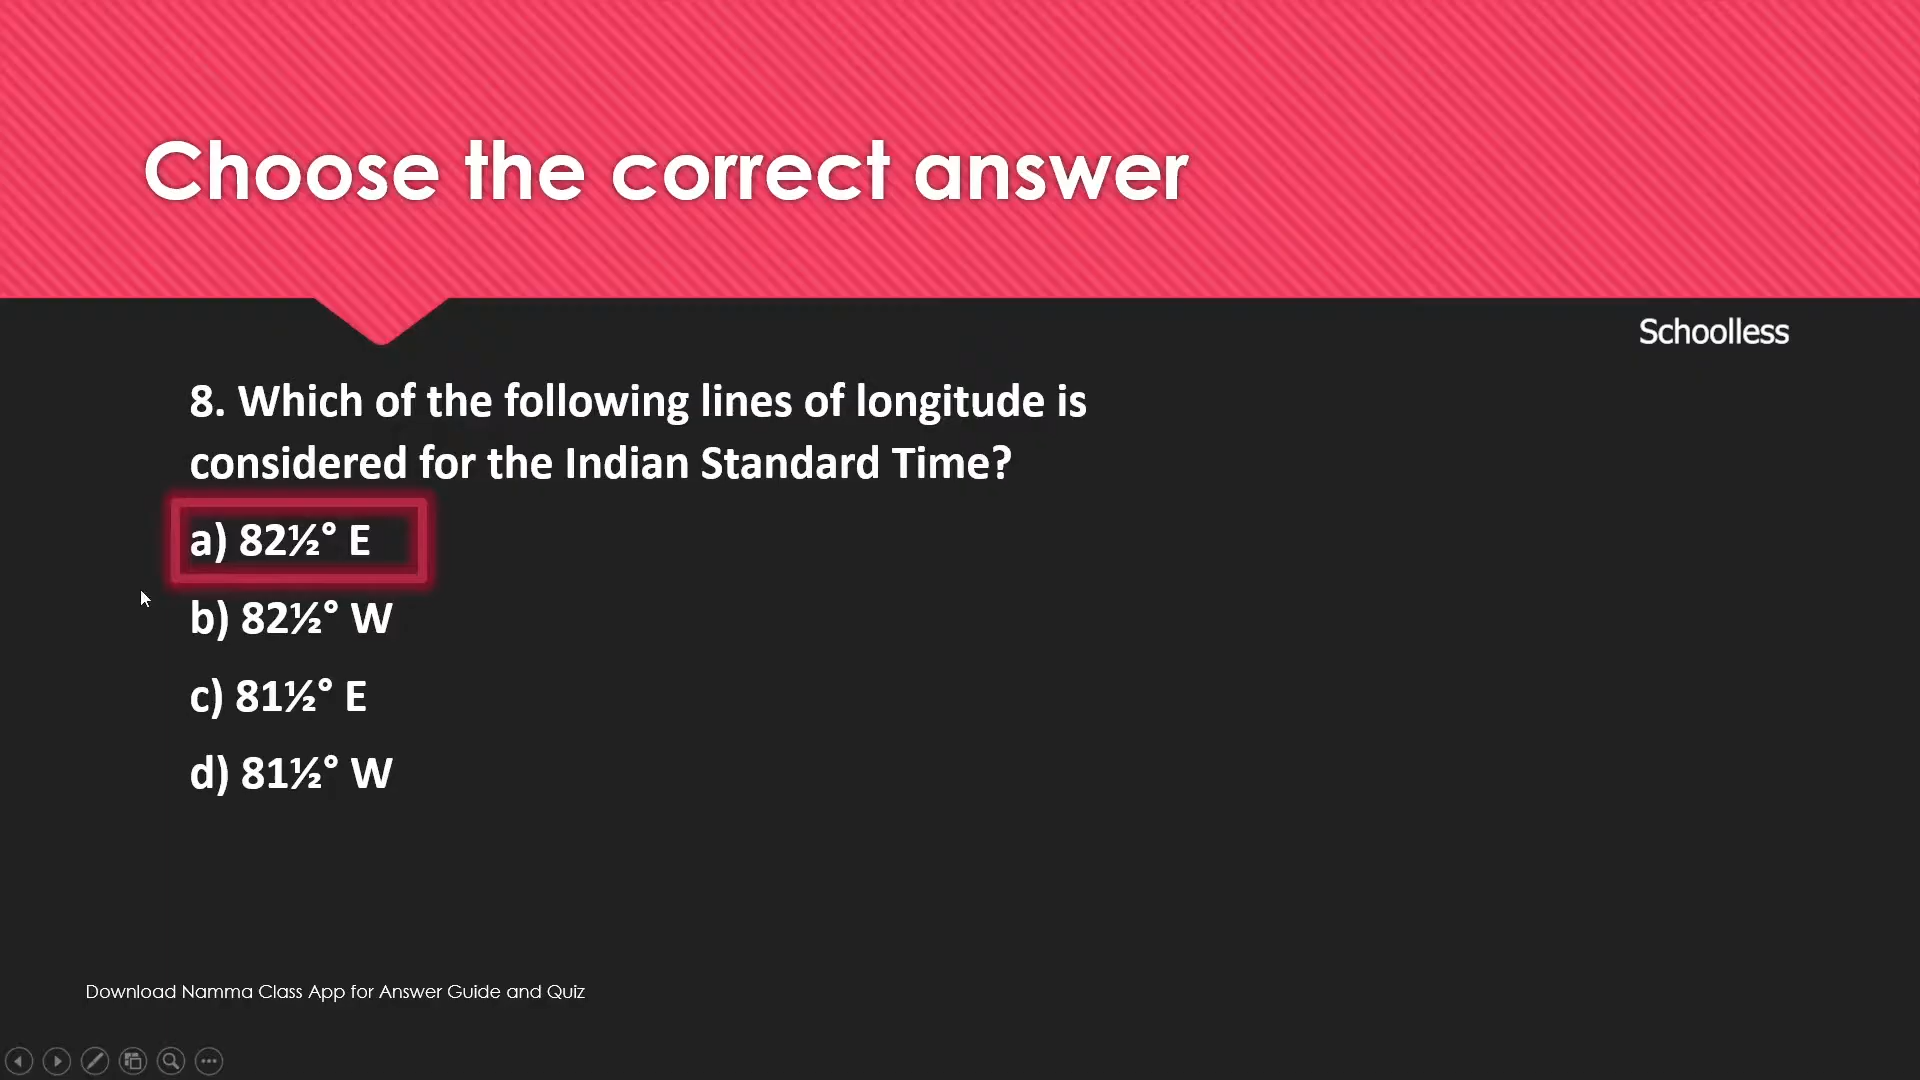 Choose the correct answer
Schoolless
8. Which of the following lines of longitude is
considered for the Indian Standard Time?
a) 82½° E
b) 82½° W
c) 81½° E
d) 81½° W
Download Namma Class App for Answer Guide and Quiz